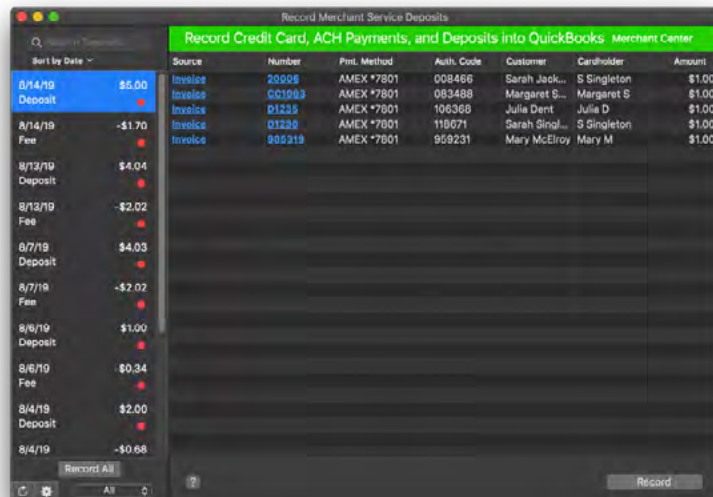 Record Merchant Service Deposits
Sort by Date
8/14/19 $5.00
Deposit
8/14/19 -$1.70
Fee
8/13/19 $4.04
Deposit
8/13/19 -$2.02
Fee
8/7/19 $4.03
Deposit
8/7/19 -$2.02
Fee
8/6/19 $1.00
Deposit
8/6/19 -$0.34
Fee
8/4/19 $2.00
Deposit
8/4/19 -$0.68
Record All
All
Record Credit Card, ACH Payments, and Deposits into QuickBooks Merchant Center
Source Number Pmt. Method Auth. Code Customer Cardholder Amount
Invoice 20006 AMEX *7801 008466 Sarah Jack... S Singleton $1.00
Invoice CC1003 AMEX *7801 083488 Margaret S... Margaret S $1.00
Invoice D1235 AMEX *7801 106368 Julia Dent Julia D $1.00
Invoice D1230 AMEX *7801 118671 Sarah Singl... S Singleton $1.00
Invoice 985319 AMEX *7801 959231 Mary McElroy Mary M $1.00
?
Record